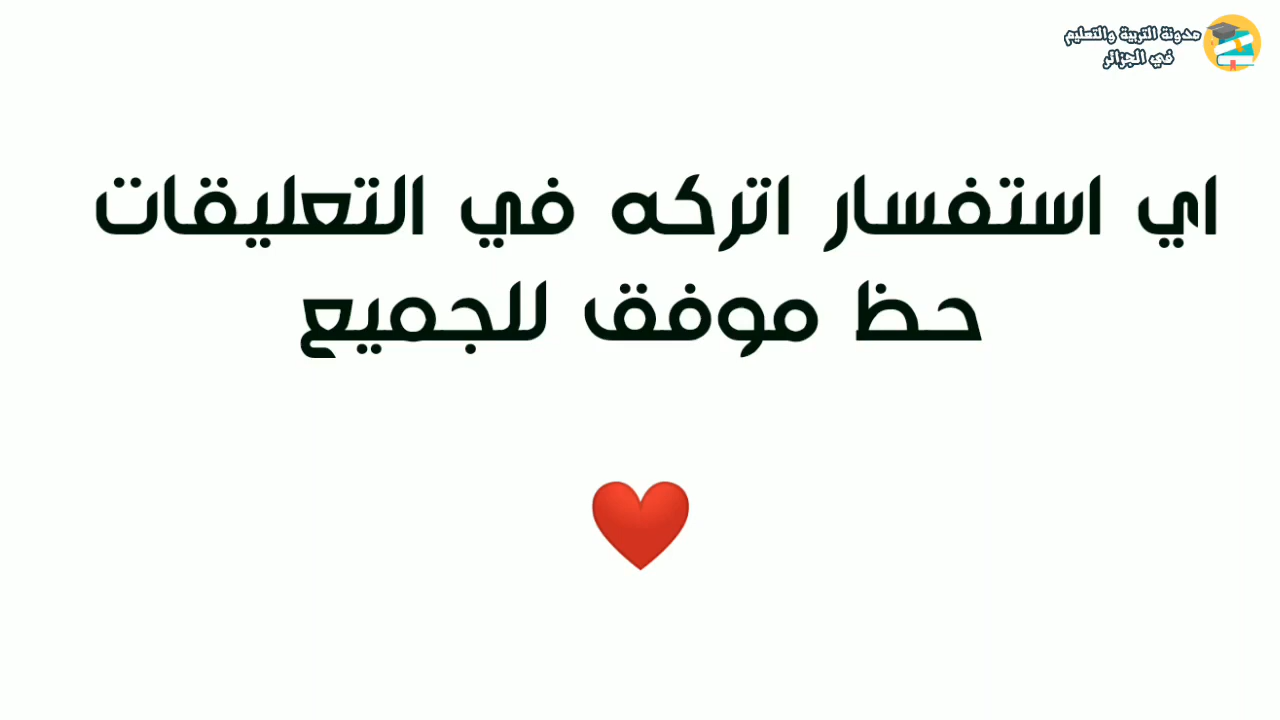 مدونة التربية والتعليم
في الجزائر
اي استفسار اتركه في التعليقات
حظ موفق للجميع